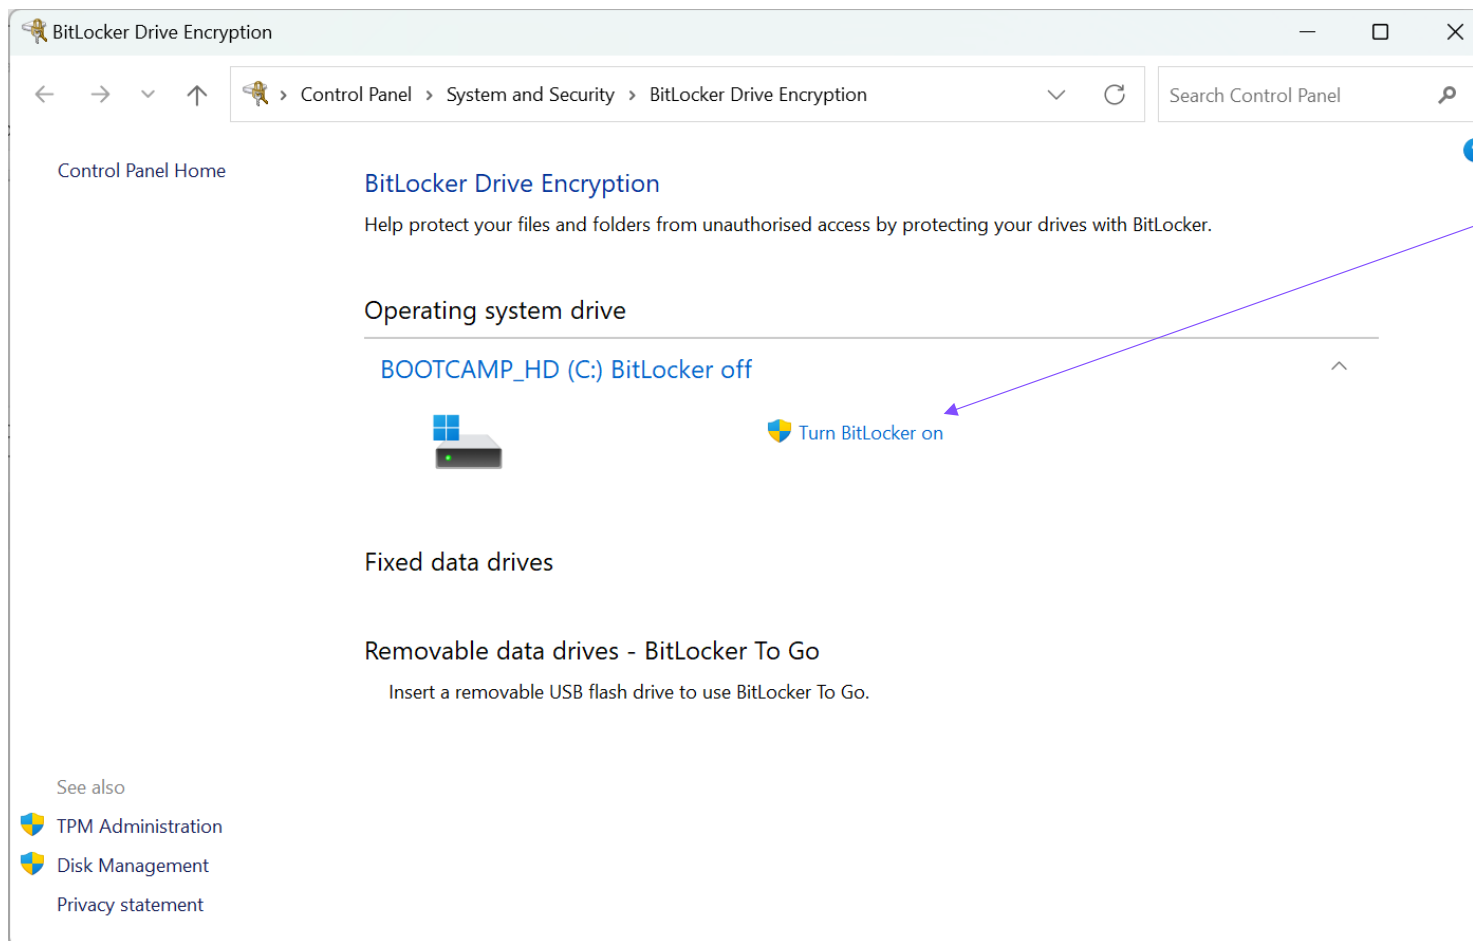 BitLocker Drive Encryption
Control Panel > System and Security > BitLocker Drive Encryption
Search Control Panel
Control Panel Home
BitLocker Drive Encryption
Help protect your files and folders from unauthorised access by protecting your drives with BitLocker.
Operating system drive
BOOTCAMP_HD (C:) BitLocker off
Turn BitLocker on
Fixed data drives
Removable data drives - BitLocker To Go
Insert a removable USB flash drive to use BitLocker To Go.
See also
TPM Administration
Disk Management
Privacy statement